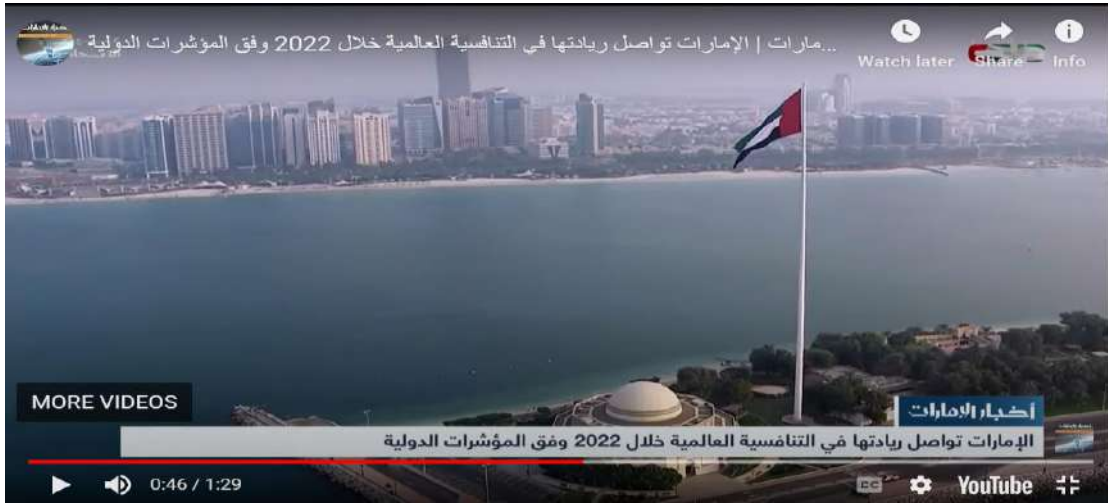 ...مارات | الإمارات تواصل ريادتها في التنافسية العالمية خلال 2022 وفق المؤشرات الدولية
Watch later
Share
Info
MORE VIDEOS
أخبار الإمارات
الإمارات تواصل ريادتها في التنافسية العالمية خلال 2022 وفق المؤشرات الدولية
0:46 / 1:29
CC
YouTube